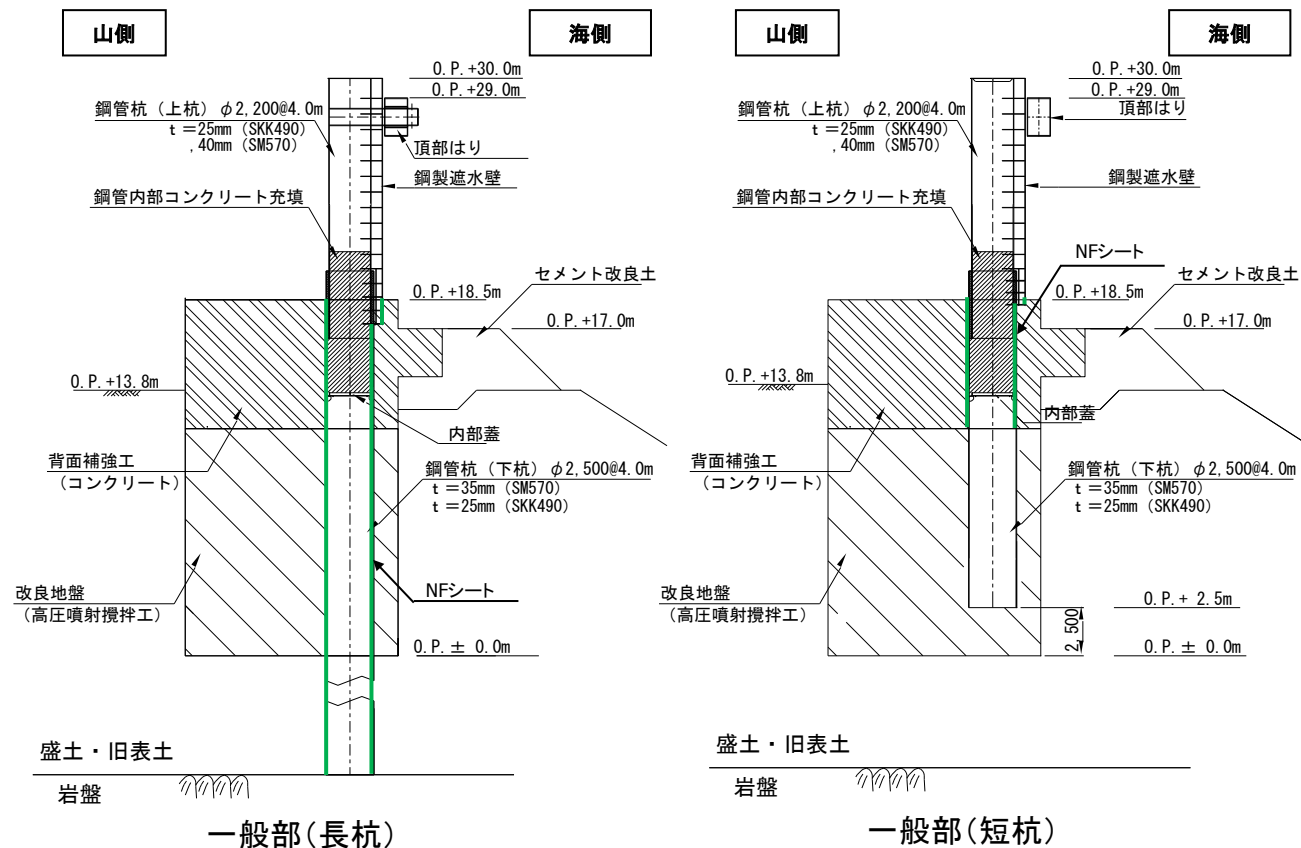 山側
海側
O.P.+30.0m
O.P.+29.0m
鋼管杭（上杭）φ2,200@4.0m
t＝25mm（SKK490）
,40mm（SM570）
頂部はり
鋼製遮水壁
鋼管内部コンクリート充填
セメント改良土
O.P.+18.5m
O.P.+17.0m
O.P.+13.8m
内部蓋
背面補強工
（コンクリート）
鋼管杭（下杭）φ2,500@4.0m
t＝35mm（SM570）
t＝25mm（SKK490）
NFシート
改良地盤
（高圧噴射攪拌工）
O.P.± 0.0m
盛土・旧表土
岩盤
一般部（長杭）
山側
海側
O.P.+30.0m
O.P.+29.0m
頂部はり
鋼管杭（上杭）φ2,200@4.0m
t＝25mm（SKK490）
,40mm（SM570）
鋼製遮水壁
鋼管内部コンクリート充填
NFシート
セメント改良土
O.P.+18.5m
O.P.+17.0m
O.P.+13.8m
内部蓋
背面補強工
（コンクリート）
鋼管杭（下杭）φ2,500@4.0m
t＝35mm（SM570）
t＝25mm（SKK490）
改良地盤
（高圧噴射攪拌工）
O.P.+ 2.5m
2,500
O.P.± 0.0m
盛土・旧表土
岩盤
一般部（短杭）